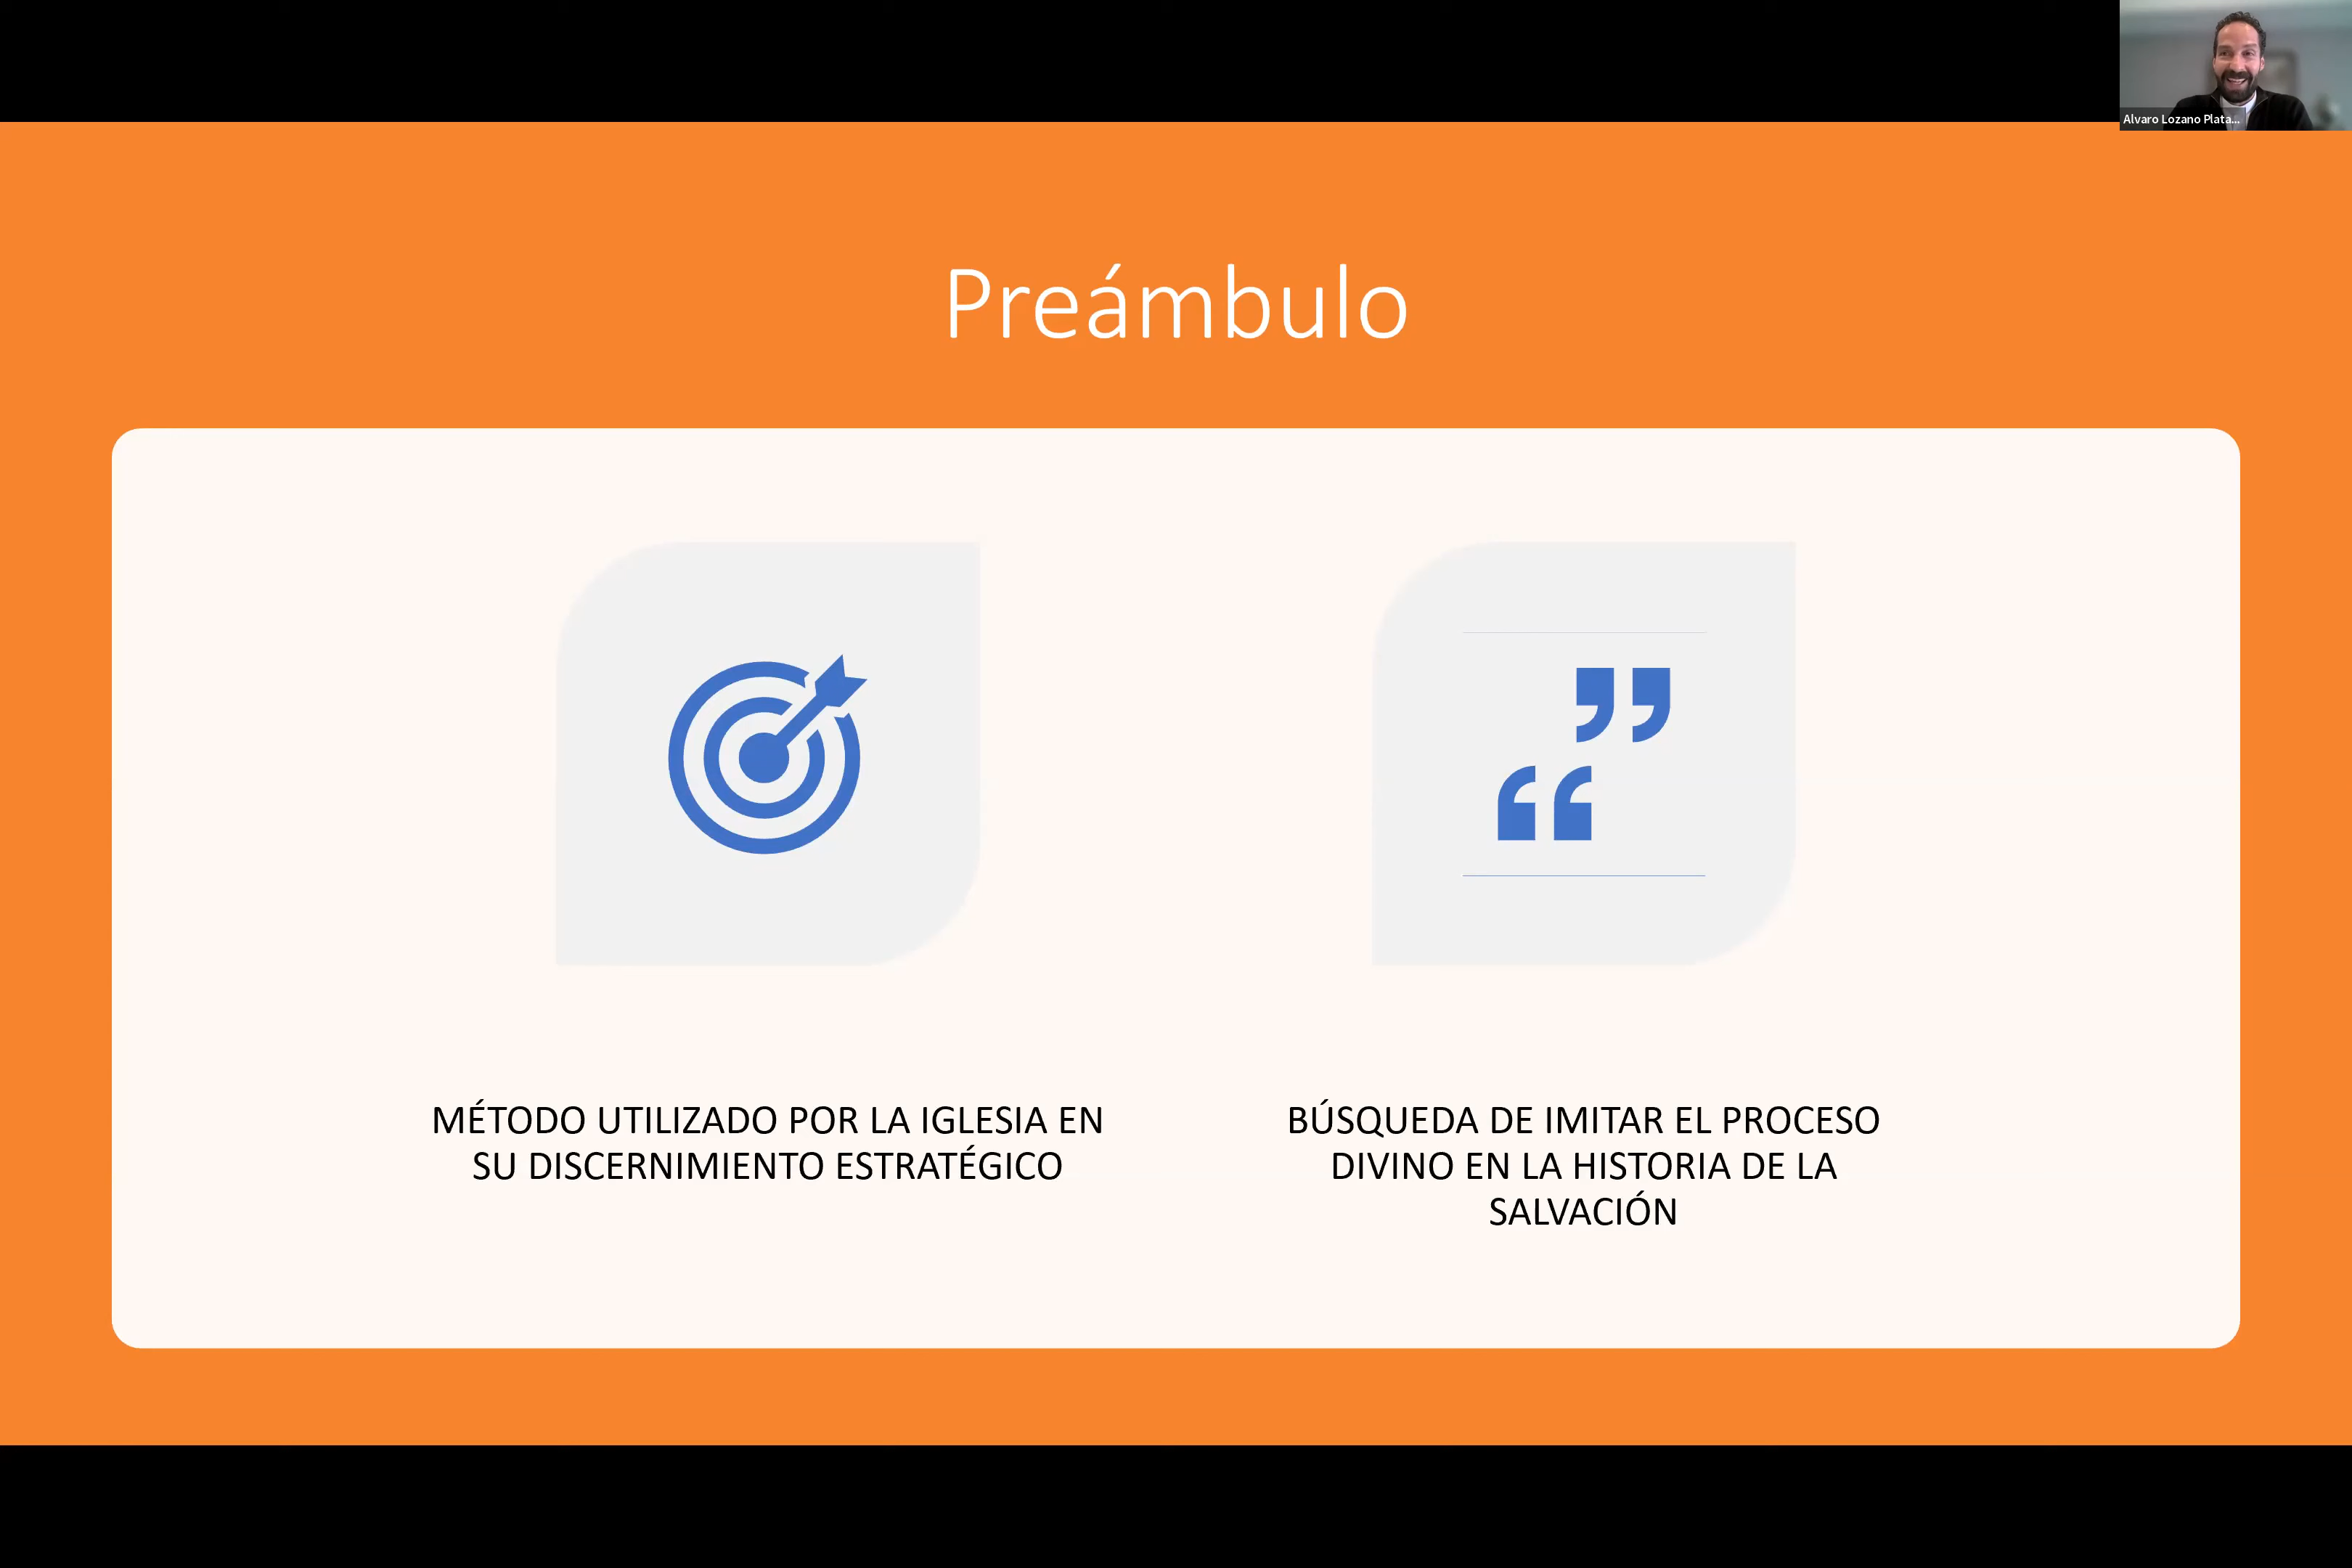 Alvaro Lozano Plata...
Preámbulo
MÉTODO UTILIZADO POR LA IGLESIA EN
SU DISCERNIMIENTO ESTRATÉGICO
BÚSQUEDA DE IMITAR EL PROCESO
DIVINO EN LA HISTORIA DE LA
SALVACIÓN